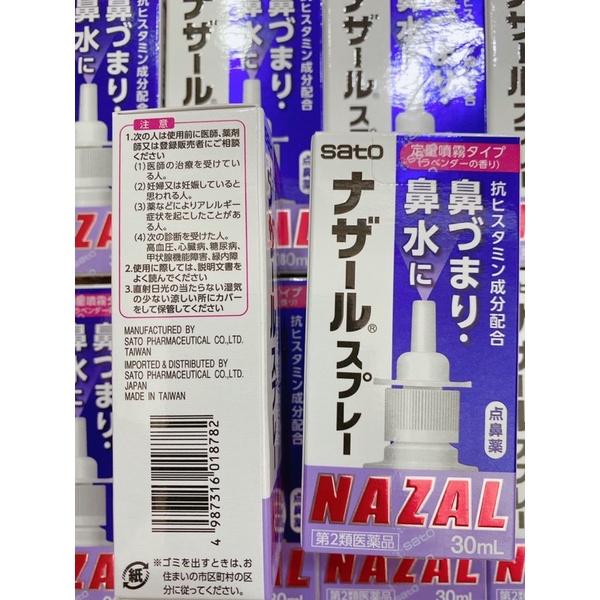 注意
1.次の人は使用前に医師、薬剤
師又は登録販売者にご相談
ください
(1)医師の治療を受けてい
る人。
(2)妊婦又は妊娠していると
思われる人。
(3)薬などによりアレルギー
症状を起こしたことがあ
る人。
(4)次の診断を受けた人。
高血圧、心臓病、糖尿病、
甲状腺機能障害、緑内障
2.使用に際しては、説明文書を
よく読んでください
3.直射日光の当たらない湿気
の少ない涼しい所にカバー
をして保管してください
MANUFACTURED BY
SATO PHARMACEUTICAL CO.,LTD.
TAIWAN
IMPORTED & DISTRIBUTED BY
SATO PHARMACEUTICAL CO.,LTD.
JAPAN
MADE IN TAIWAN
4 987316 018782
紙
※ゴミを出すときは、お
住まいの市区町村の区
分に従ってください。
sato
定量噴霧タイプ
(ラベンダーの香り)
抗ヒスタミン成分配合
鼻づまり・
鼻水に
ナザール®スプレー
点鼻薬
NAZAL
第2類医薬品
30mL